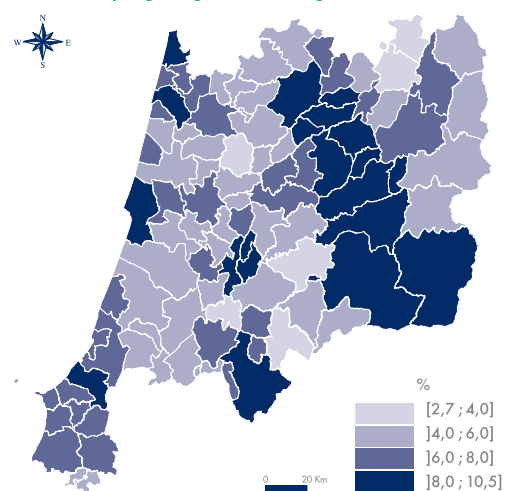 N
W E
S
%
]2,7 ; 4,0]
]4,0 ; 6,0]
]6,0 ; 8,0]
]8,0 ; 10,5]
0 20 Km